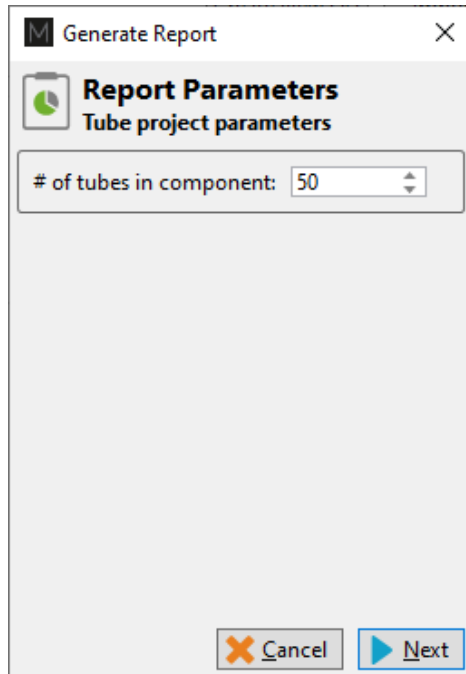 M Generate Report
Report Parameters
Tube project parameters
# of tubes in component: 50
Cancel Next